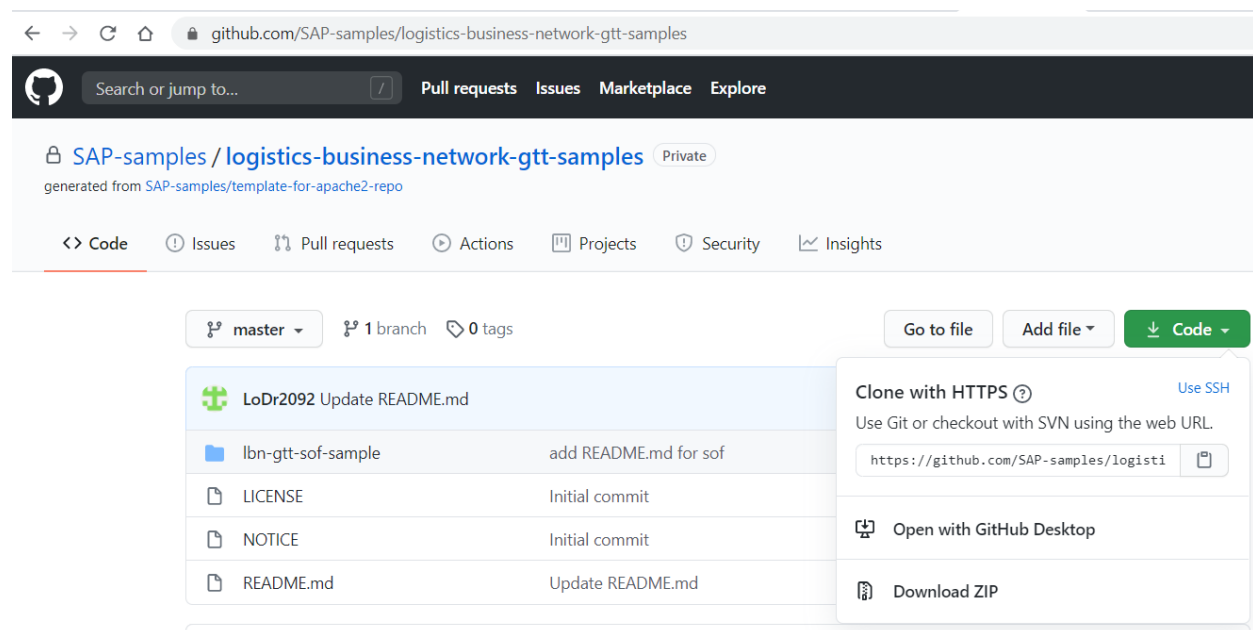 github.com/SAP-samples/logistics-business-network-gtt-samples
Search or jump to... / Pull requests Issues Marketplace Explore
SAP-samples / logistics-business-network-gtt-samples Private
generated from SAP-samples/template-for-apache2-repo
<> Code Issues Pull requests Actions Projects Security Insights
master 1 branch 0 tags Go to file Add file Code
LoDr2092 Update README.md
lbn-gtt-sof-sample add README.md for sof
LICENSE Initial commit
NOTICE Initial commit
README.md Update README.md
Clone with HTTPS ? Use SSH
Use Git or checkout with SVN using the web URL.
https://github.com/SAP-samples/logisti
Open with GitHub Desktop
Download ZIP